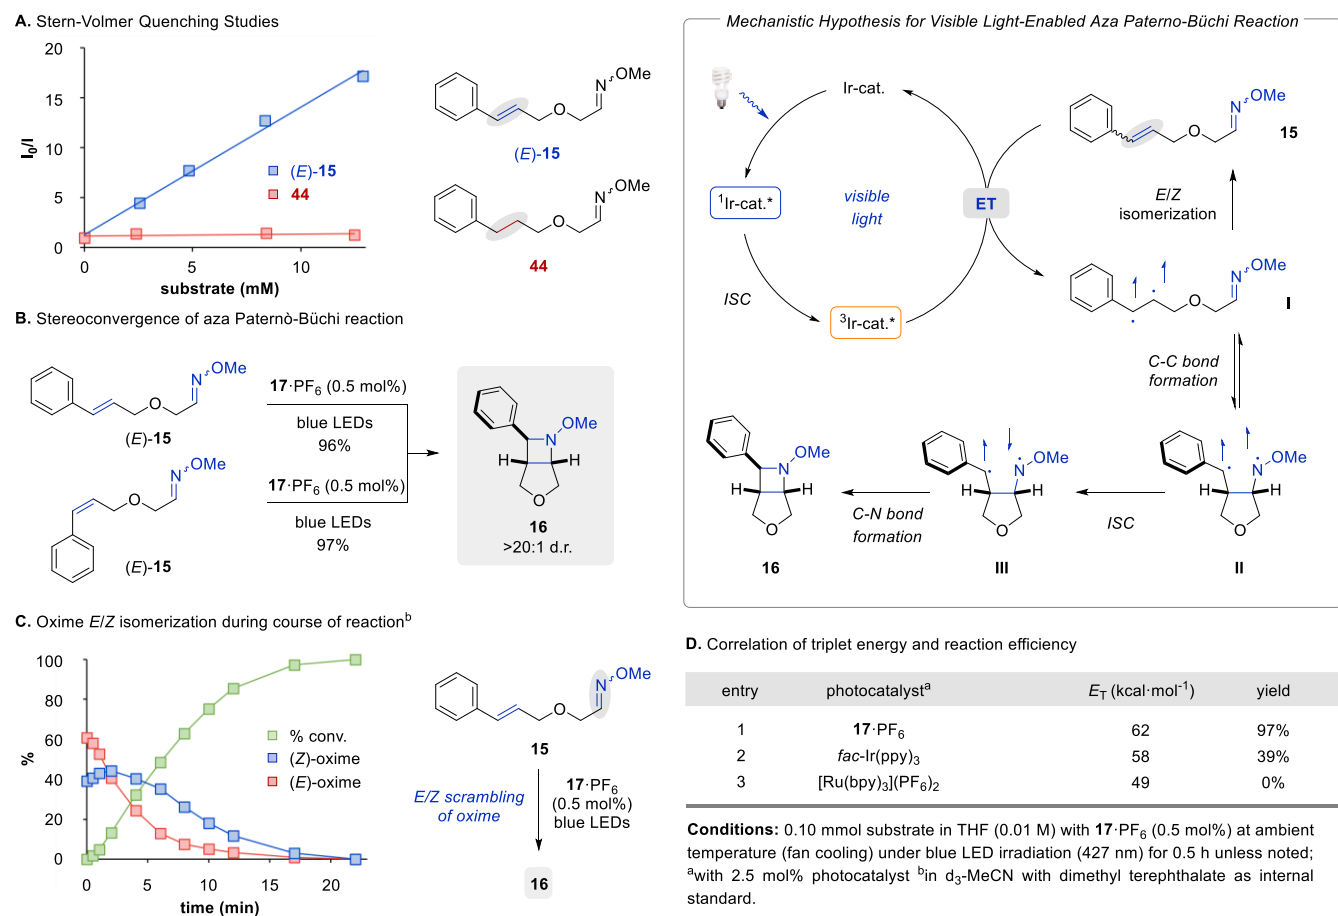 A. Stern-Volmer Quenching Studies
20
15
10
5
0
I₀/I
0
5
10
substrate (mM)
(E)-15
44
N
OMe
O
(E)-15
N
OMe
O
44
B. Stereoconvergence of aza Paternò-Büchi reaction
N
OMe
O
(E)-15
N
OMe
O
(E)-15
17·PF₆ (0.5 mol%)
blue LEDs
96%
17·PF₆ (0.5 mol%)
blue LEDs
97%
N
OMe
H
H
O
16
>20:1 d.r.
C. Oxime E/Z isomerization during course of reactionᵇ
100
80
60
40
20
0
%
0
5
10
15
20
time (min)
% conv.
(Z)-oxime
(E)-oxime
N
OMe
O
15
E/Z scrambling
of oxime
17·PF₆
(0.5 mol%)
blue LEDs
16
Mechanistic Hypothesis for Visible Light-Enabled Aza Paterno-Büchi Reaction
Ir-cat.
¹Ir-cat.*
visible
light
ET
ISC
³Ir-cat.*
N
OMe
O
15
E/Z
isomerization
N
OMe
O
I
C-C bond
formation
N
OMe
H
H
O
16
C-N bond
formation
N
OMe
H
H
O
III
ISC
N
OMe
H
H
O
II
D. Correlation of triplet energy and reaction efficiency
entry photocatalystᵃ E_T (kcal·mol⁻¹) yield
1 17·PF₆ 62 97%
2 fac-Ir(ppy)₃ 58 39%
3 [Ru(bpy)₃](PF₆)₂ 49 0%
Conditions: 0.10 mmol substrate in THF (0.01 M) with 17·PF₆ (0.5 mol%) at ambient
temperature (fan cooling) under blue LED irradiation (427 nm) for 0.5 h unless noted;
ᵃwith 2.5 mol% photocatalyst ᵇin d₃-MeCN with dimethyl terephthalate as internal
standard.